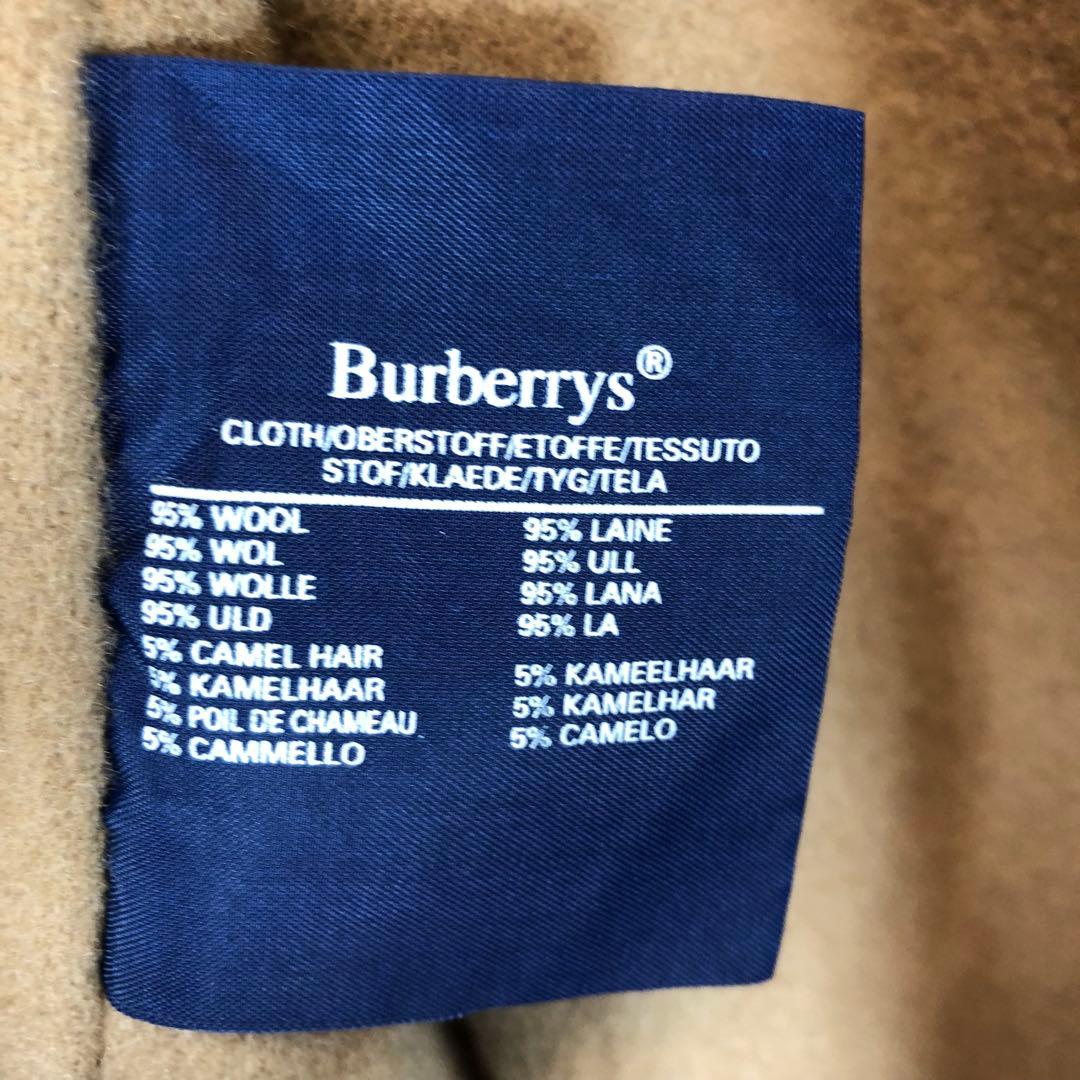 Burberrys®
CLOTH/OBERSTOFF/ETOFFE/TESSUTO
STOF/KLAEDE/TYG/TELA
95% WOOL
95% WOL
95% WOLLE
95% ULD
5% CAMEL HAIR
5% KAMELHAAR
5% POIL DE CHAMEAU
5% CAMMELLO
95% LAINE
95% ULL
95% LANA
95% LA
5% KAMEELHAAR
5% KAMELHAR
5% CAMELO